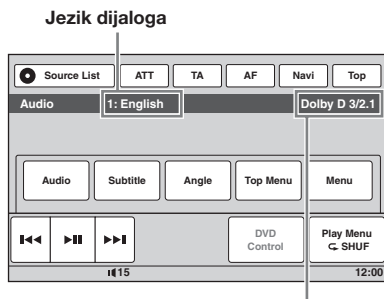 Jezik dijaloga
Source List ATT TA AF Navi Top
Audio 1: English Dolby D 3/2.1
Audio Subtitle Angle Top Menu Menu
DVD Control Play Menu SHUF
15 12:00